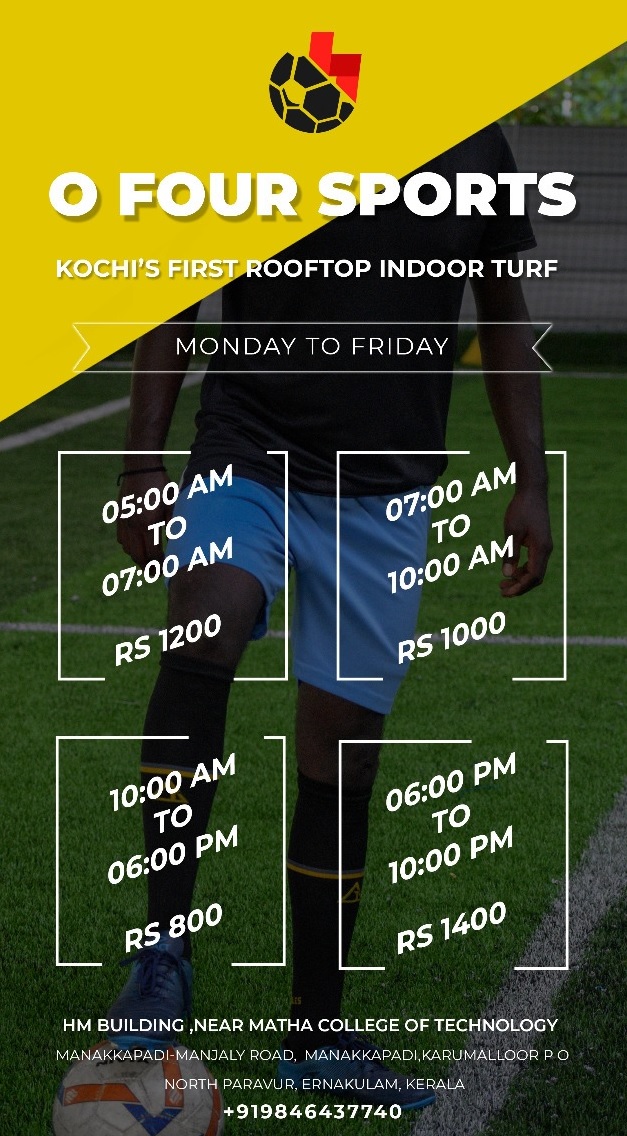 O FOUR SPORTS
KOCHI'S FIRST ROOFTOP INDOOR TURF
MONDAY TO FRIDAY
05:00 AM
TO
07:00 AM
RS 1200
07:00 AM
TO
10:00 AM
RS 1000
10:00 AM
TO
06:00 PM
RS 800
06:00 PM
TO
10:00 PM
RS 1400
HM BUILDING ,NEAR MATHA COLLEGE OF TECHNOLOGY
MANAKKAPADI-MANJALY ROAD, MANAKKAPADI,KARUMALLOOR P O
NORTH PARAVUR, ERNAKULAM, KERALA
+919846437740